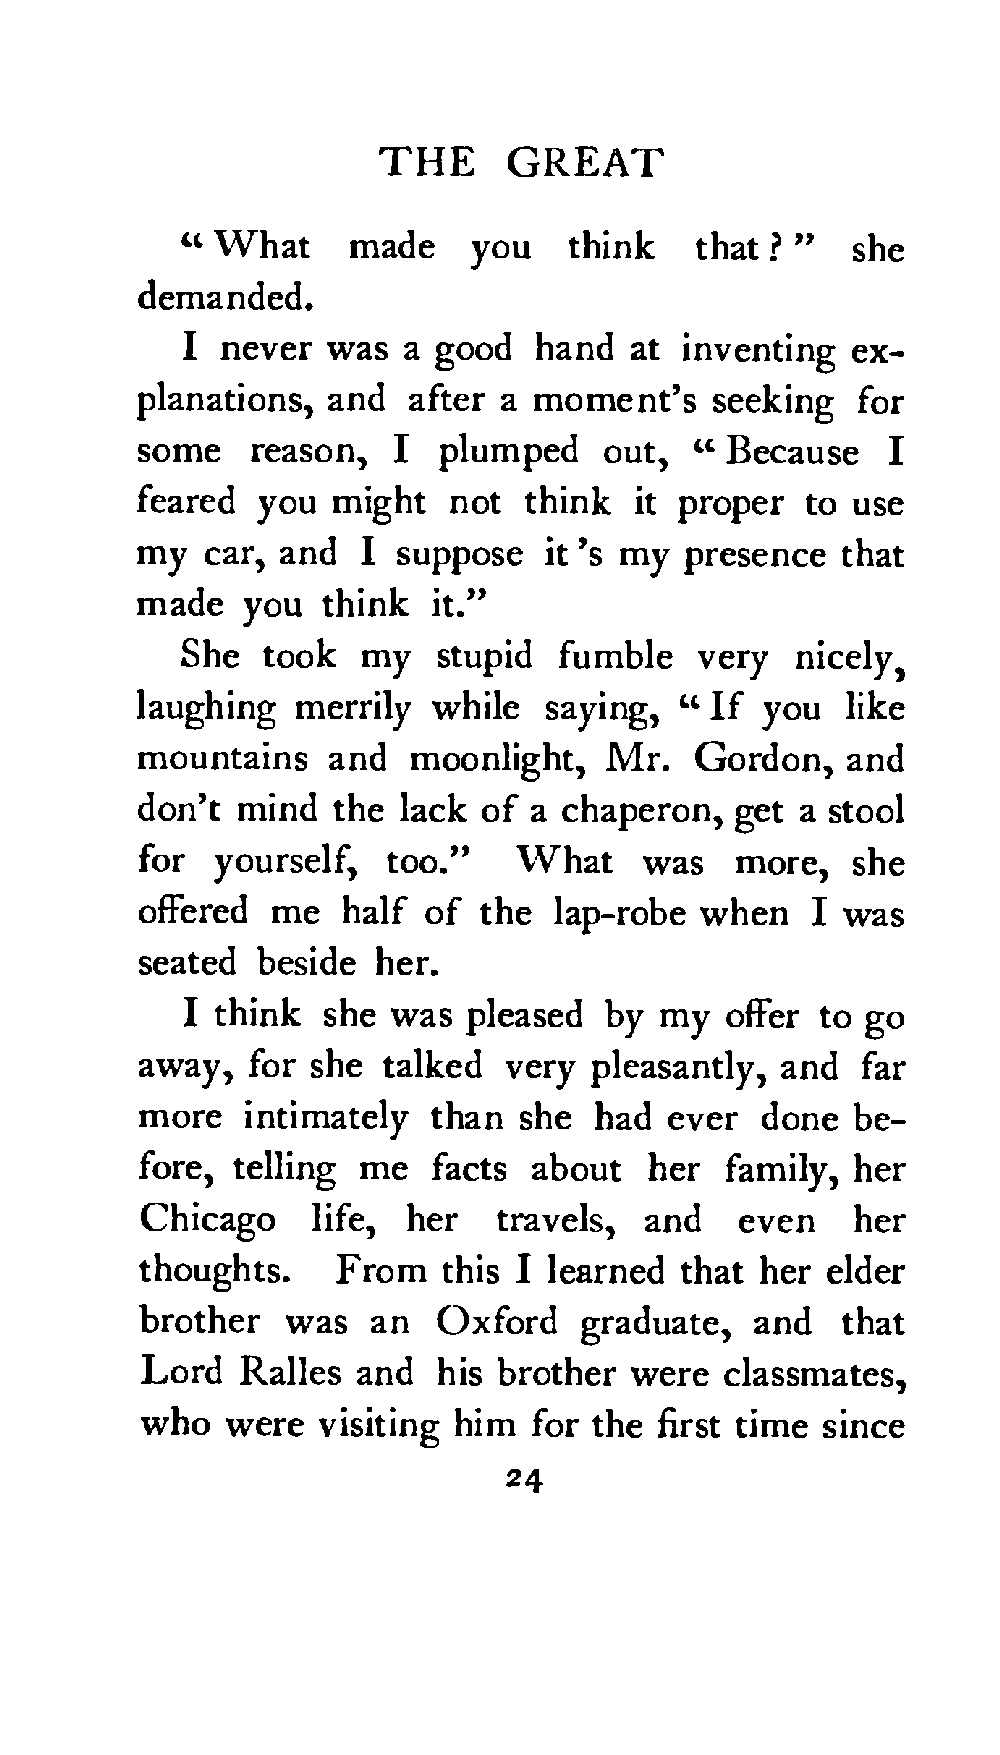 THE GREAT
“ What made you think that ? ” she
demanded.
I never was a good hand at inventing ex-
planations, and after a moment’s seeking for
some reason, I plumped out, “ Because I
feared you might not think it proper to use
my car, and I suppose it ’s my presence that
made you think it.”
She took my stupid fumble very nicely,
laughing merrily while saying, “ If you like
mountains and moonlight, Mr. Gordon, and
don’t mind the lack of a chaperon, get a stool
for yourself, too.” What was more, she
offered me half of the lap-robe when I was
seated beside her.
I think she was pleased by my offer to go
away, for she talked very pleasantly, and far
more intimately than she had ever done be-
fore, telling me facts about her family, her
Chicago life, her travels, and even her
thoughts. From this I learned that her elder
brother was an Oxford graduate, and that
Lord Ralles and his brother were classmates,
who were visiting him for the first time since
24